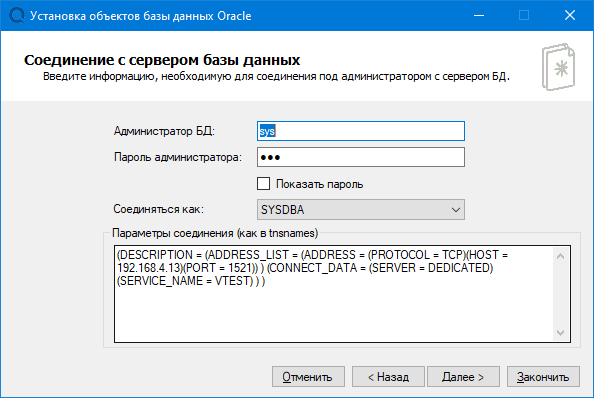 Установка объектов базы данных Oracle
Соединение с сервером базы данных
Введите информацию, необходимую для соединения под администратором с сервером БД.
Администратор БД:
sys
Пароль администратора:
●●●
Показать пароль
Соединяться как:
SYSDBA
Параметры соединения (как в tnsnames)
(DESCRIPTION = (ADDRESS_LIST = (ADDRESS = (PROTOCOL = TCP)(HOST =
192.168.4.13)(PORT = 1521)) ) (CONNECT_DATA = (SERVER = DEDICATED)
(SERVICE_NAME = VTEST) ) )
Отменить
< Назад
Далее >
Закончить